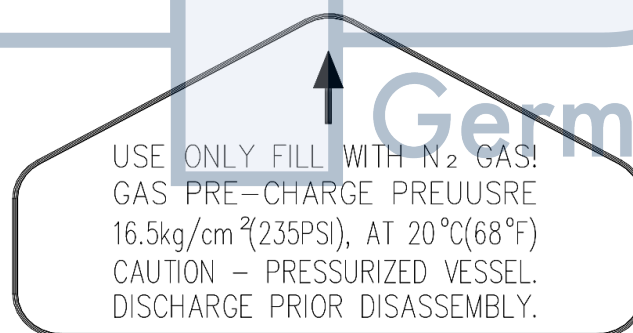 Germ
USE ONLY FILL WITH N₂ GAS!
GAS PRE-CHARGE PREUUSRE
16.5kg/cm²(235PSI), AT 20°C(68°F)
CAUTION - PRESSURIZED VESSEL.
DISCHARGE PRIOR DISASSEMBLY.